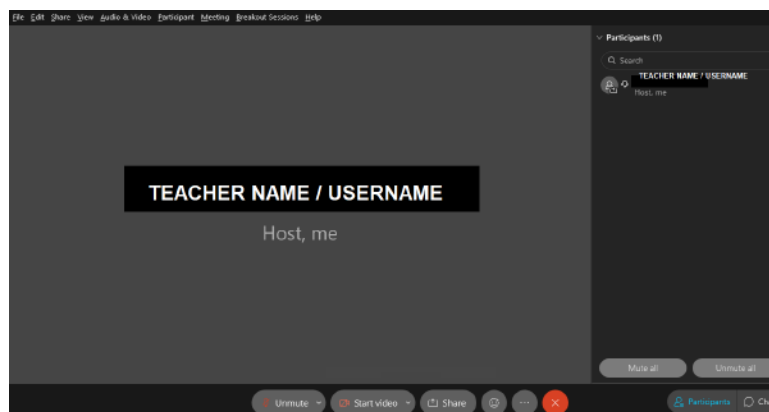 File Edit Share View Audio & Video Participant Meeting Breakout Sessions Help
Participants (1)
Search
TEACHER NAME / USERNAME
Host, me
TEACHER NAME / USERNAME
Host, me
Mute all Unmute all
Unmute Start video Share Participants Ch